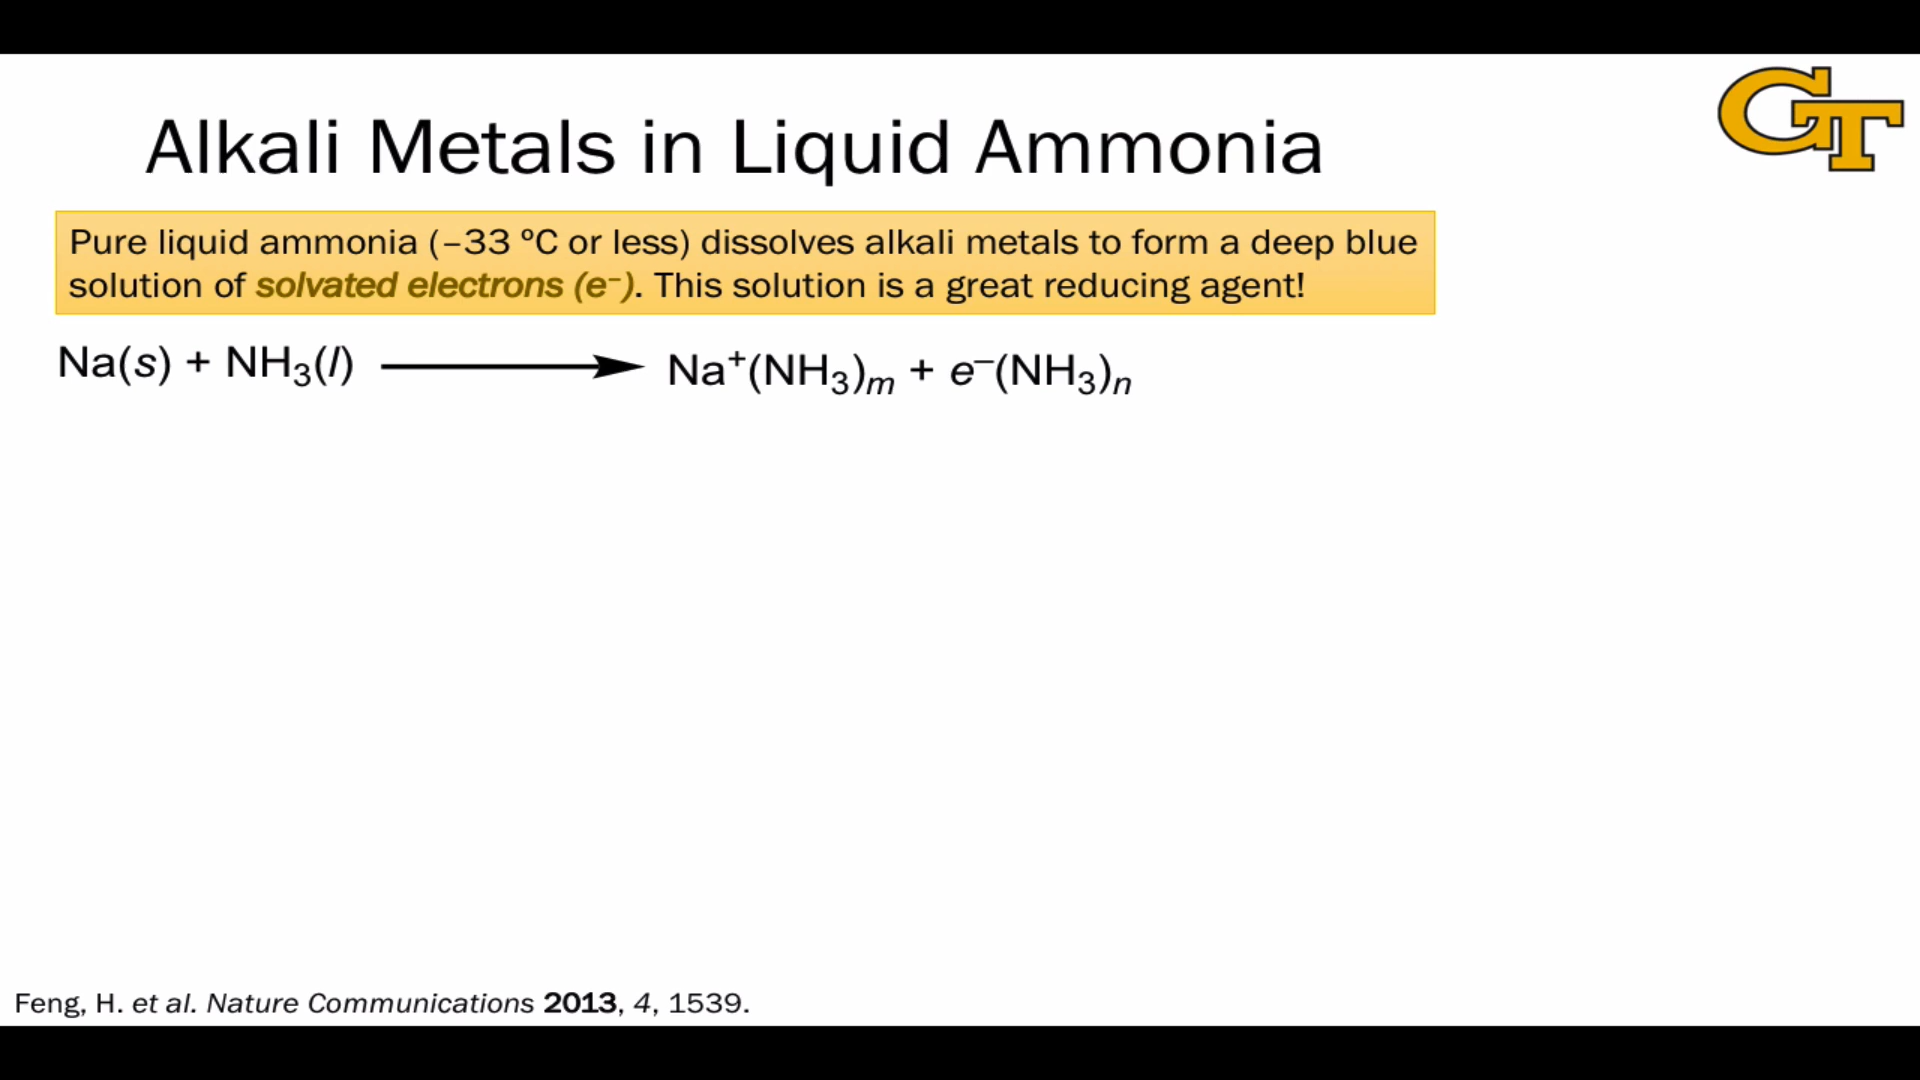 GT
Alkali Metals in Liquid Ammonia
Pure liquid ammonia (–33 ºC or less) dissolves alkali metals to form a deep blue
solution of solvated electrons (e⁻). This solution is a great reducing agent!
Na(s) + NH₃(l) ⟶ Na⁺(NH₃)ₘ + e⁻(NH₃)ₙ
Feng, H. et al. Nature Communications 2013, 4, 1539.